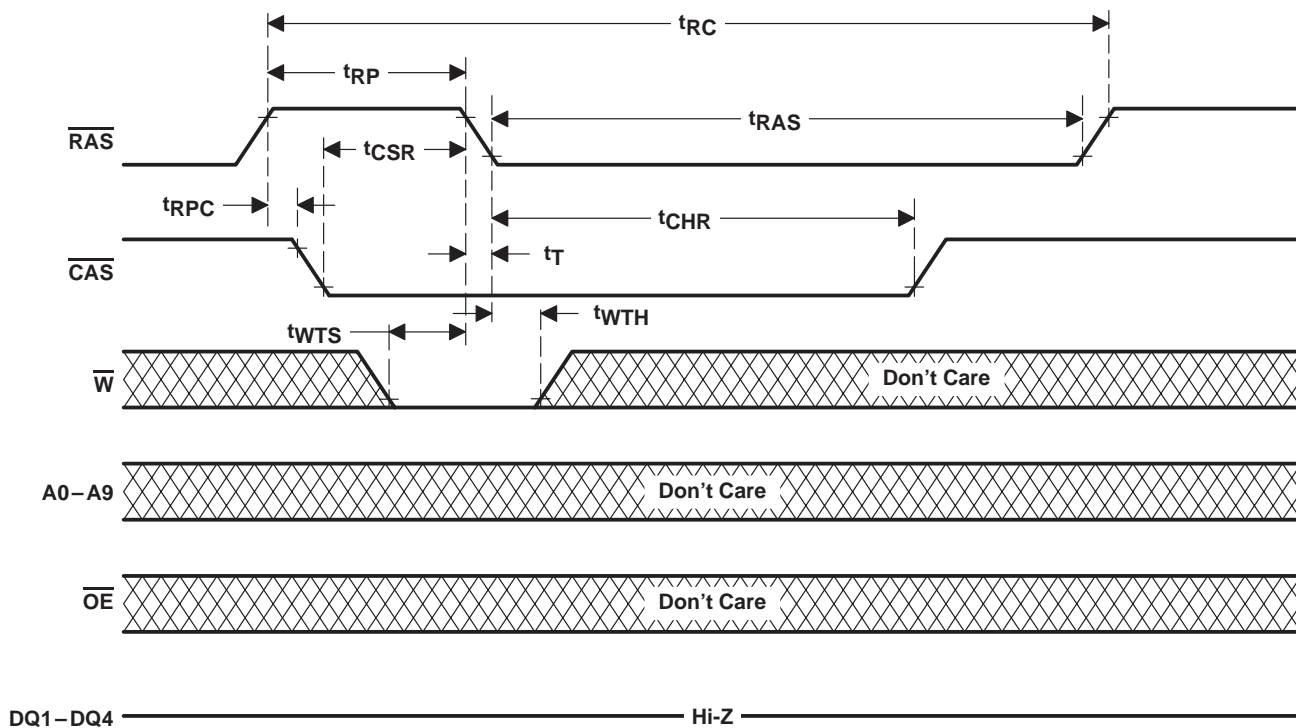 tRC
tRP
RAS
tRAS
tCSR
tRPC
tCHR
CAS
tT
tWTS
tWTH
W
Don't Care
A0–A9
Don't Care
OE
Don't Care
DQ1–DQ4
Hi-Z